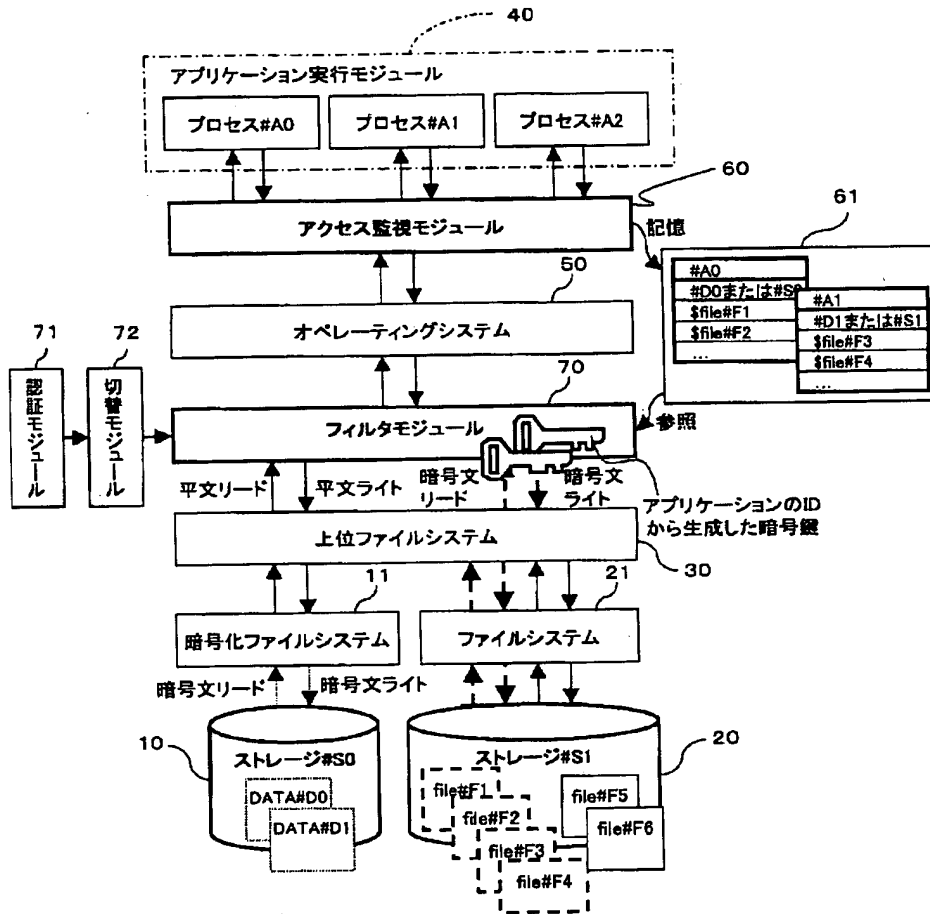 40
アプリケーション実行モジュール
プロセス#A0
プロセス#A1
プロセス#A2
60
アクセス監視モジュール
記憶
61
#A0
#D0または#S0
$file#F1
$file#F2
...
#A1
#D1または#S1
$file#F3
$file#F4
...
50
オペレーティングシステム
71
72
認証モジュール
切替モジュール
70
フィルタモジュール
参照
平文リード
平文ライト
暗号文
リード
暗号文
ライト
アプリケーションのID
から生成した暗号鍵
上位ファイルシステム
30
11
21
暗号化ファイルシステム
ファイルシステム
暗号文リード
暗号文ライト
10
20
ストレージ#S0
ストレージ#S1
DATA#D0
DATA#D1
file#F1
file#F2
file#F3
file#F4
file#F5
file#F6